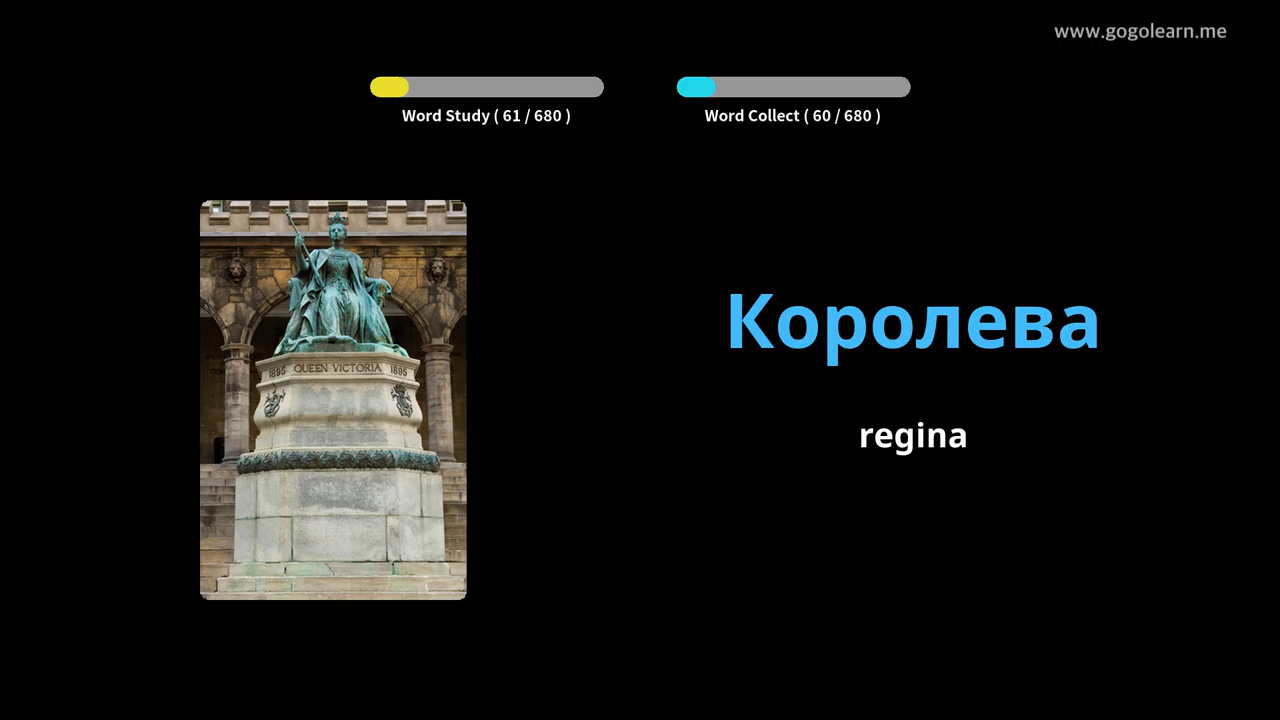 www.gogolearn.me
Word Study ( 61 / 680 )
Word Collect ( 60 / 680 )
1895 QUEEN VICTORIA 1895
Королева
regina